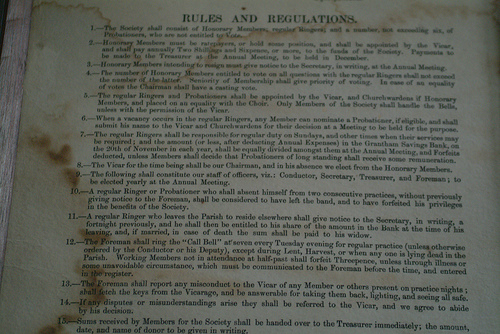 RULES AND REGULATIONS.
1.—The Society shall consist of Honorary Members, regular Ringers; and a number, not exceeding six, of
Probationers, who are not entitled to Vote.
2.—Honorary Members must be ratepayers, or hold some position, and shall be appointed by the Vicar,
and shall pay annually Two Shillings and Sixpence, or more, to the funds of the Society. Payments to
be made to the Treasurer at the Annual Meeting, to be held in December.
3.—Honorary Members intending to resign must give notice to the Secretary, in writing, at the Annual Meeting.
4.—The number of Honorary Members entitled to vote on all questions with the regular Ringers shall not exceed
the number of the latter. Seniority of Membership shall give priority of voting. In case of an equality
of votes the Chairman shall have a casting vote.
5.—The regular Ringers and Probationers shall be appointed by the Vicar, and Churchwardens if Honorary
Members, and placed on an equality with the Choir. Only Members of the Society shall handle the Bells,
unless with the permission of the Vicar.
6.—When a vacancy occurs in the regular Ringers, any Member can nominate a Probationer, if eligible, and shall
submit his name to the Vicar and Churchwardens for their decision at a Meeting to be held for the purpose.
7.—The regular Ringers shall be responsible for regular duty on Sundays, and other times when their services may
be required; and the amount (or less, after deducting Annual Expenses) in the Grantham Savings Bank, on
the 20th of November in each year, shall be equally divided amongst them at the Annual Meeting, and Forfeits
deducted, unless Members shall decide that Probationers of long standing shall receive some remuneration.
8.—The Vicar for the time being shall be our Chairman, and in his absence we elect from the Honorary Members.
9.—The following shall constitute our staff of officers, viz.: Conductor, Secretary, Treasurer, and Foreman; to
be elected yearly at the Annual Meeting.
10.—A regular Ringer or Probationer who shall absent himself from two consecutive practices, without previously
giving notice to the Foreman, shall be considered to have left the band, and to have forfeited his privileges
in the benefits of the Society.
11.—A regular Ringer who leaves the Parish to reside elsewhere shall give notice to the Secretary, in writing, a
fortnight previously, and he shall then be entitled to his share of the amount in the Bank at the time of his
leaving, and, if married, in case of death the sum shall be paid to his widow.
12.—The Foreman shall ring the "Call Bell" at seven every Tuesday evening for regular practice (unless otherwise
ordered by the Conductor or his Deputy), except during Lent, Harvest, or when any one is lying dead in the
Parish. Working Members not in attendance at half-past shall forfeit Threepence, unless through illness or
some unavoidable circumstance, which must be communicated to the Foreman before the time, and entered
in the register.
13.—The Foreman shall report any misconduct to the Vicar of any Member or others present on practice nights;
shall fetch the keys from the Vicarage, and be answerable for taking them back, lighting, and seeing all safe.
14.—If any disputes or misunderstandings arise they shall be referred to the Vicar, and we agree to abide
by his decision.
15.—Sums received by Members for the Society shall be handed over to the Treasurer immediately; the amount,
date, and name of donor to be given in writing.